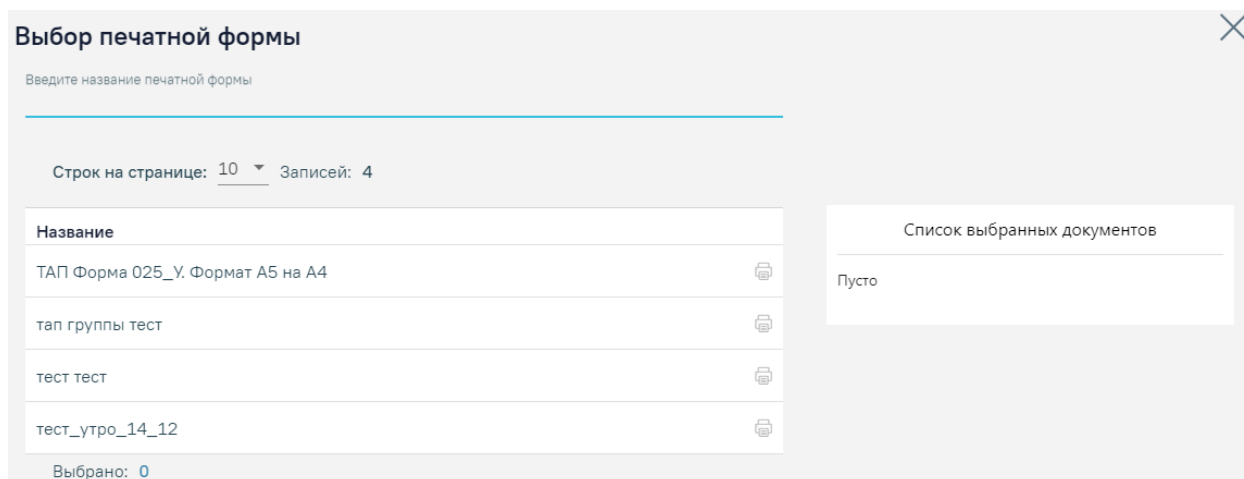 Выбор печатной формы
Введите название печатной формы
Строк на странице: 10 Записей: 4
Название
ТАП Форма 025_У. Формат А5 на А4
тап группы тест
тест тест
тест_утро_14_12
Выбрано: 0
Список выбранных документов
Пусто